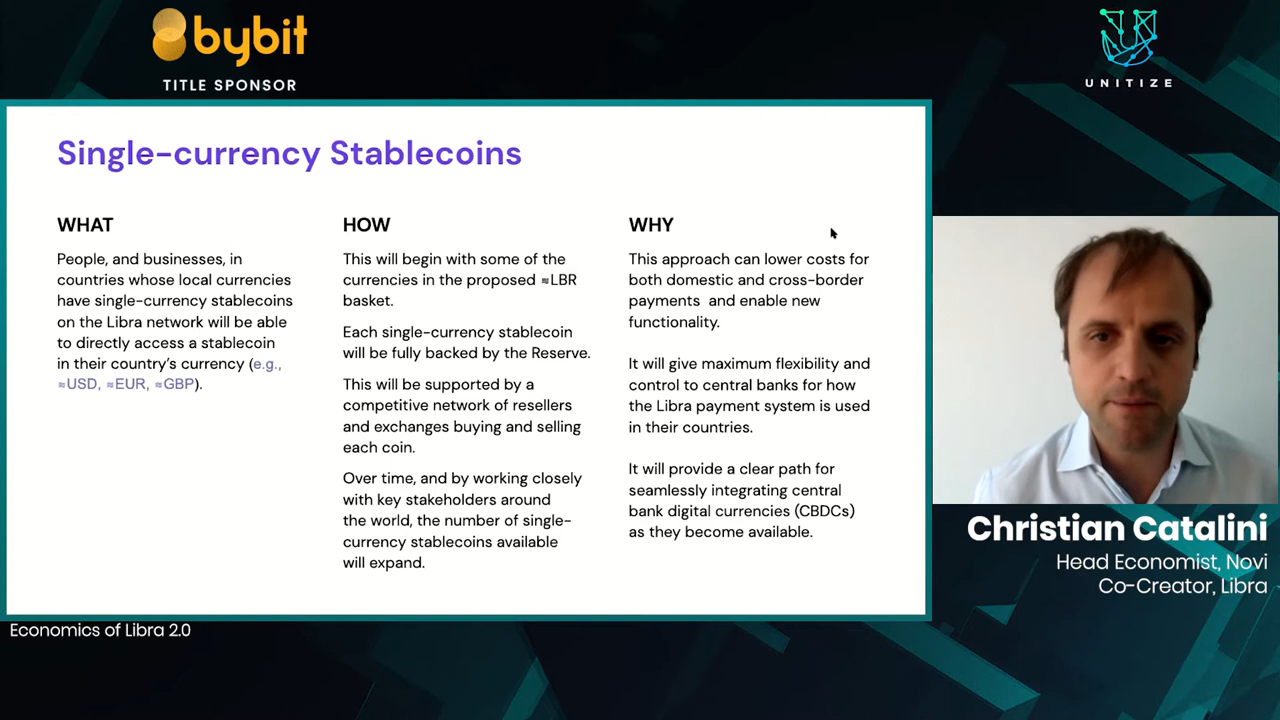 bybit
TITLE SPONSOR
UNITIZE
Single-currency Stablecoins
WHAT
People, and businesses, in
countries whose local currencies
have single-currency stablecoins
on the Libra network will be able
to directly access a stablecoin
in their country's currency (e.g.,
≋USD, ≋EUR, ≋GBP).
HOW
This will begin with some of the
currencies in the proposed ≋LBR
basket.
Each single-currency stablecoin
will be fully backed by the Reserve.
This will be supported by a
competitive network of resellers
and exchanges buying and selling
each coin.
Over time, and by working closely
with key stakeholders around
the world, the number of single-
currency stablecoins available
will expand.
WHY
This approach can lower costs for
both domestic and cross-border
payments and enable new
functionality.
It will give maximum flexibility and
control to central banks for how
the Libra payment system is used
in their countries.
It will provide a clear path for
seamlessly integrating central
bank digital currencies (CBDCs)
as they become available.
Christian Catalini
Head Economist, Novi
Co-Creator, Libra
Economics of Libra 2.0